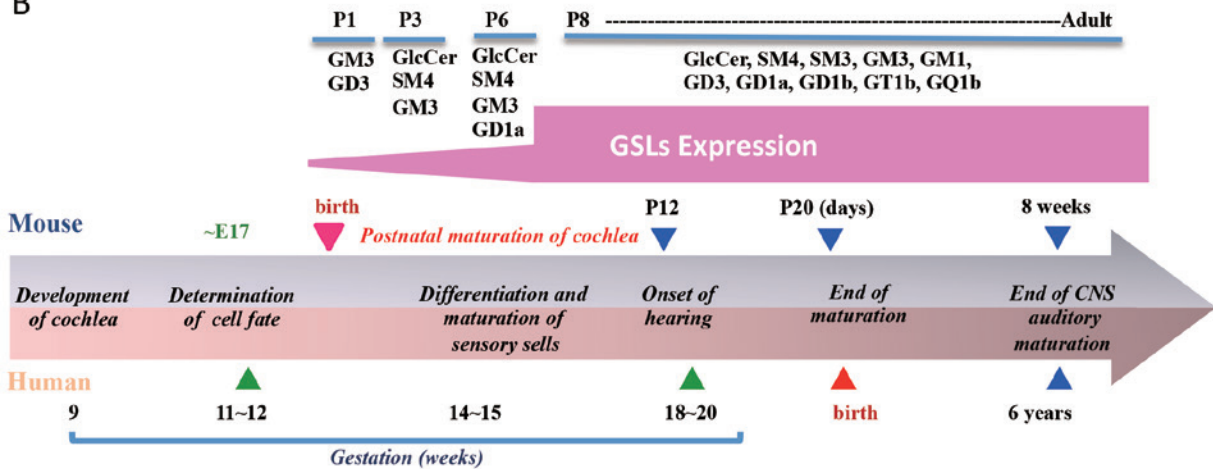 B
P1 P3 P6 P8 ----------------------------------------------------Adult
GM3
GD3
GlcCer
SM4
GM3
GlcCer
SM4
GM3
GD1a
GlcCer, SM4, SM3, GM3, GM1,
GD3, GD1a, GD1b, GT1b, GQ1b
GSLs Expression
birth P12 P20 (days) 8 weeks
Mouse
~E17
Postnatal maturation of cochlea
Development
of cochlea
Determination
of cell fate
Differentiation and
maturation of
sensory sells
Onset of
hearing
End of
maturation
End of CNS
auditory
maturation
Human
9 11~12 14~15 18~20 birth 6 years
Gestation (weeks)